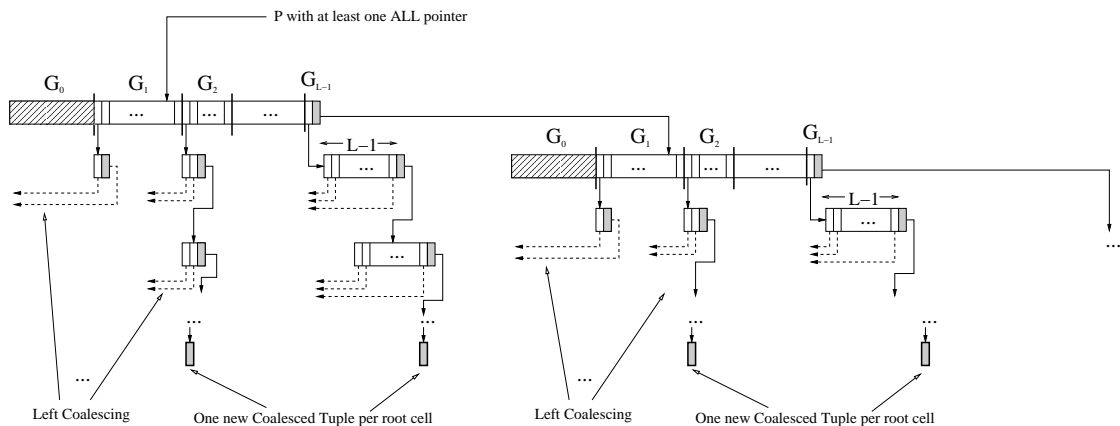 P with at least one ALL pointer
G0 G1 G2 GL−1
... ... ...
L−1
...
...
... ...
...
Left Coalescing
One new Coalesced Tuple per root cell
G0 G1 G2 GL−1
... ... ...
L−1
...
...
... ...
...
Left Coalescing
One new Coalesced Tuple per root cell